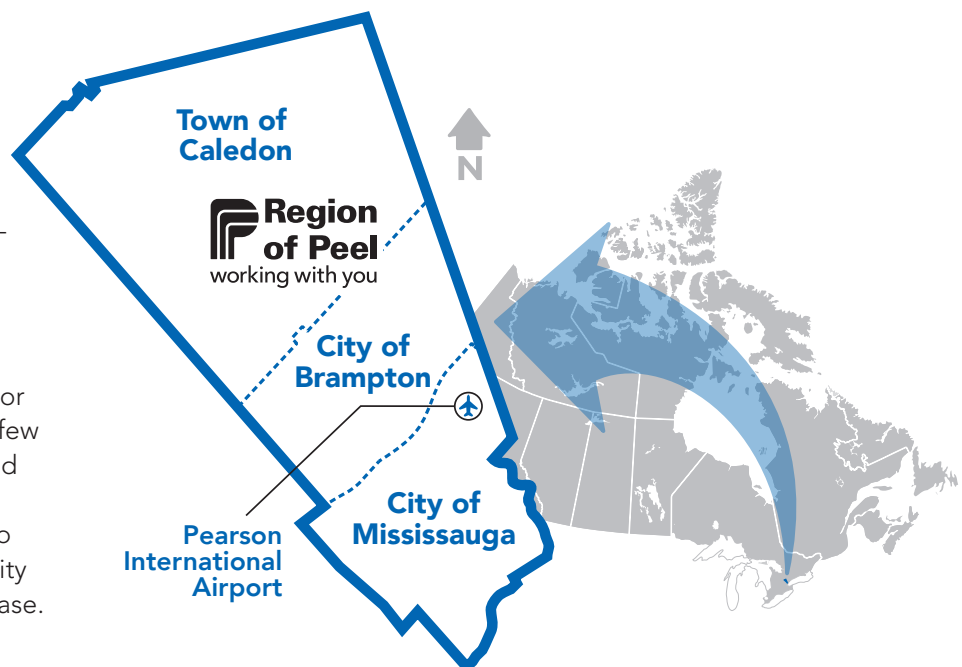 Town of
Caledon
N
Region
of Peel
working with you
City of
Brampton
or
few
d
City of
Mississauga
Pearson
International
Airport
o
ity
ase.